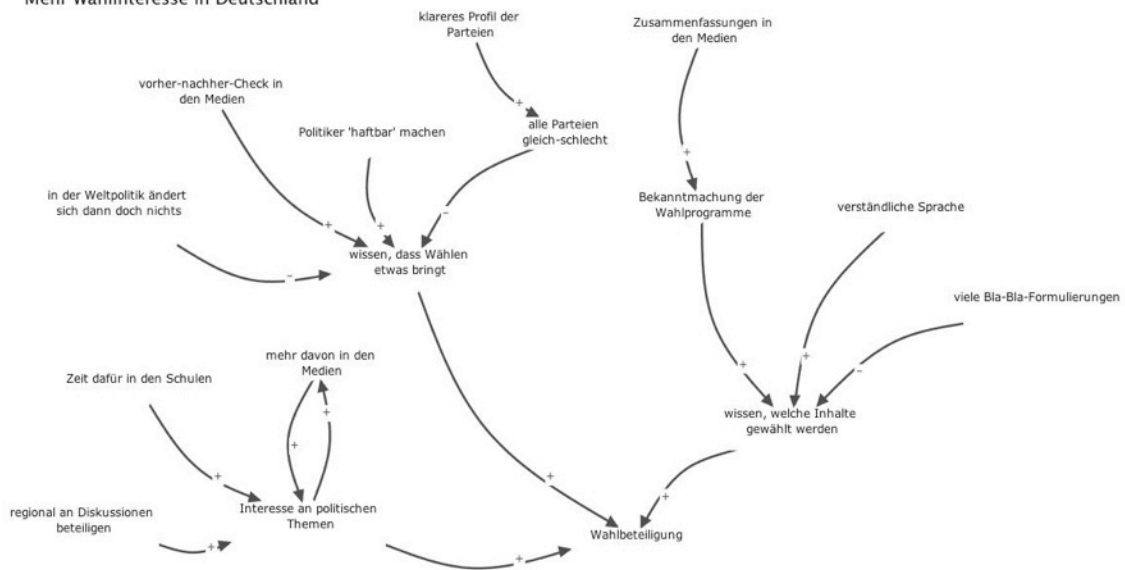 Mehr Wahlinteresse in Deutschland
klareres Profil der
Parteien
Zusammenfassungen in
den Medien
vorher-nachher-Check in
den Medien
+
Politiker 'haftbar' machen
alle Parteien
gleich-schlecht
+
in der Weltpolitik ändert
sich dann doch nichts
Bekanntmachung der
Wahlprogramme
verständliche Sprache
–
+
+
wissen, dass Wählen
etwas bringt
–
viele Bla-Bla-Formulierungen
mehr davon in den
Medien
Zeit dafür in den Schulen
+
+
–
+
wissen, welche Inhalte
gewählt werden
+
+
+
+
+
regional an Diskussionen
beteiligen
Interesse an politischen
Themen
Wahlbeteiligung
+
+